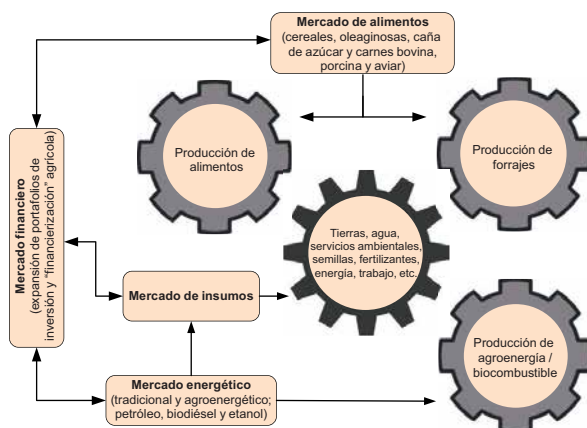 Mercado de alimentos
(cereales, oleaginosas, caña
de azúcar y carnes bovina,
porcina y aviar)
Producción de
alimentos
Producción de
forrajes
Mercado financiero
(expansión de portafolios de
inversión y "financierización" agrícola)
Tierras, agua,
servicios ambientales,
semillas, fertilizantes,
energía, trabajo, etc.
Mercado de insumos
Producción de
agroenergía /
biocombustible
Mercado energético
(tradicional y agroenergético;
petróleo, biodiésel y etanol)